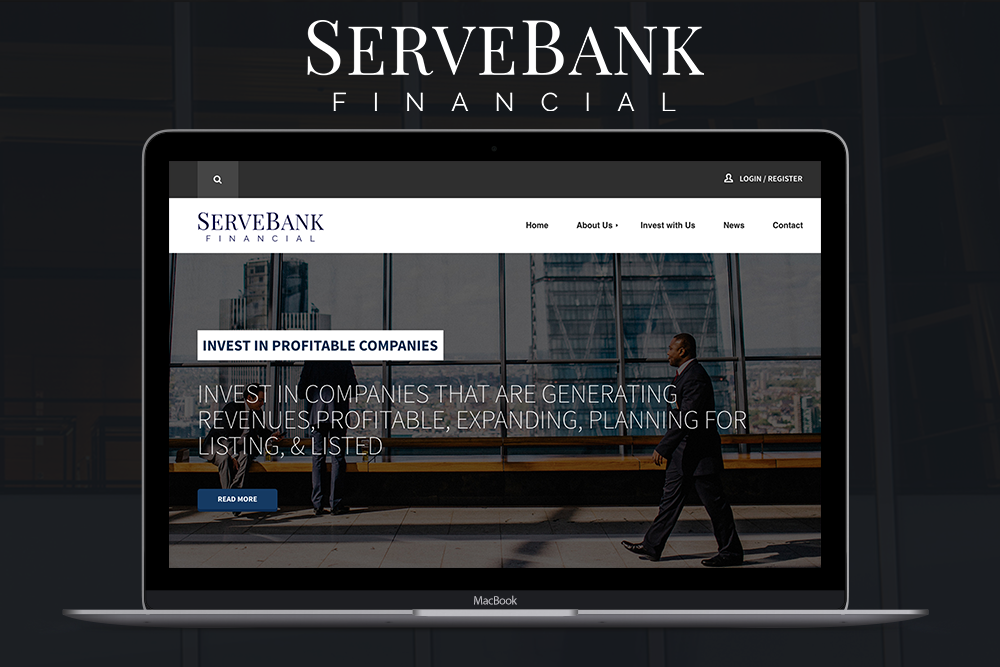 SERVEBANK
FINANCIAL
LOGIN / REGISTER
SERVEBANK
FINANCIAL
Home About Us Invest with Us News Contact
INVEST IN PROFITABLE COMPANIES
INVEST IN COMPANIES THAT ARE GENERATING
REVENUES,PROFITABLE, EXPANDING, PLANNING FOR
LISTING, & LISTED
READ MORE
MacBook